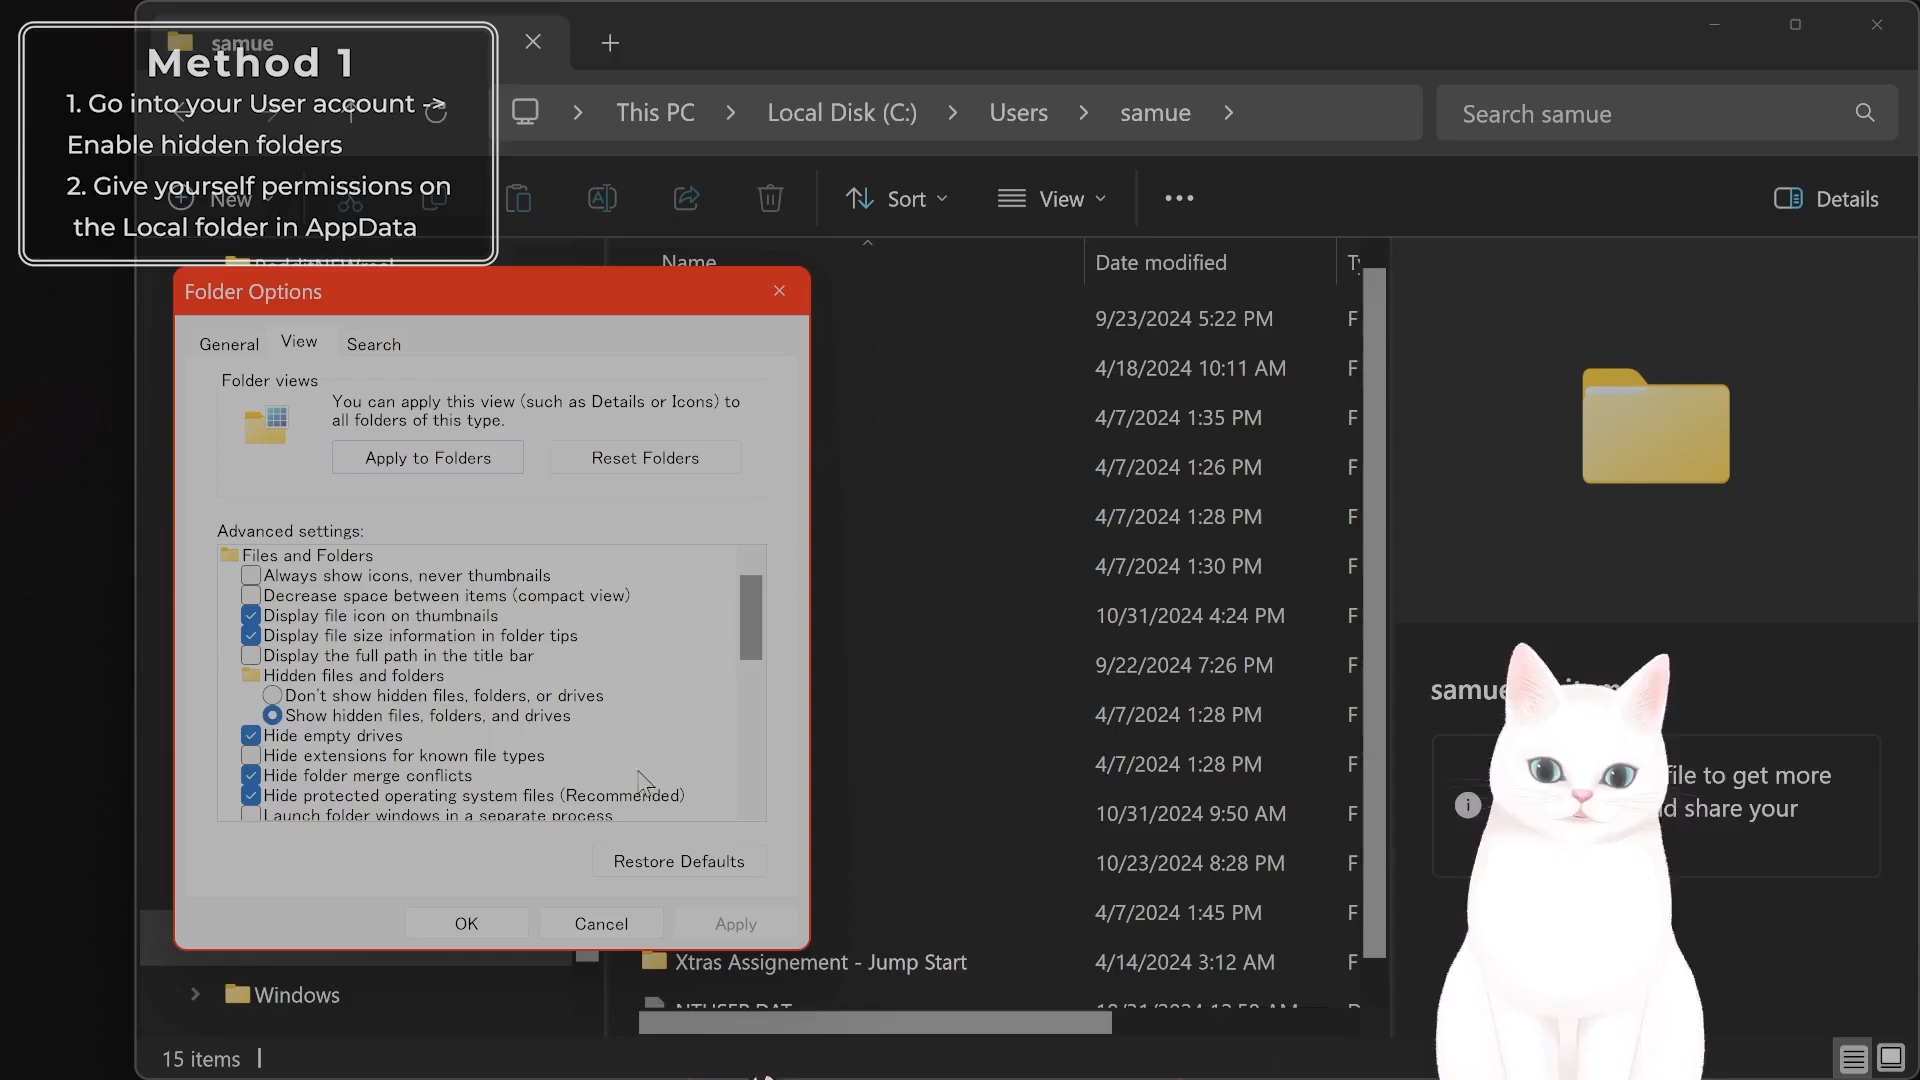 samue
Method 1
1. Go into your User account ->
Enable hidden folders
2. Give yourself permissions on
the Local folder in AppData
This PC
Local Disk (C:)
Users
samue
Search samue
New
Sort
View
Details
Name
Date modified
Folder Options
General
View
Search
Folder views
You can apply this view (such as Details or Icons) to
all folders of this type.
Apply to Folders
Reset Folders
Advanced settings:
Files and Folders
Always show icons, never thumbnails
Decrease space between items (compact view)
Display file icon on thumbnails
Display file size information in folder tips
Display the full path in the title bar
Hidden files and folders
Don't show hidden files, folders, or drives
Show hidden files, folders, and drives
Hide empty drives
Hide extensions for known file types
Hide folder merge conflicts
Hide protected operating system files (Recommended)
Launch folder windows in a separate process
Restore Defaults
OK
Cancel
Apply
9/23/2024 5:22 PM F
4/18/2024 10:11 AM F
4/7/2024 1:35 PM F
4/7/2024 1:26 PM F
4/7/2024 1:28 PM F
4/7/2024 1:30 PM F
10/31/2024 4:24 PM F
9/22/2024 7:26 PM F
4/7/2024 1:28 PM F
4/7/2024 1:28 PM F
10/31/2024 9:50 AM F
10/23/2024 8:28 PM F
4/7/2024 1:45 PM F
Xtras Assignement - Jump Start 4/14/2024 3:12 AM F
NTUSER.DAT
Windows
samue
file to get more
share your
15 items